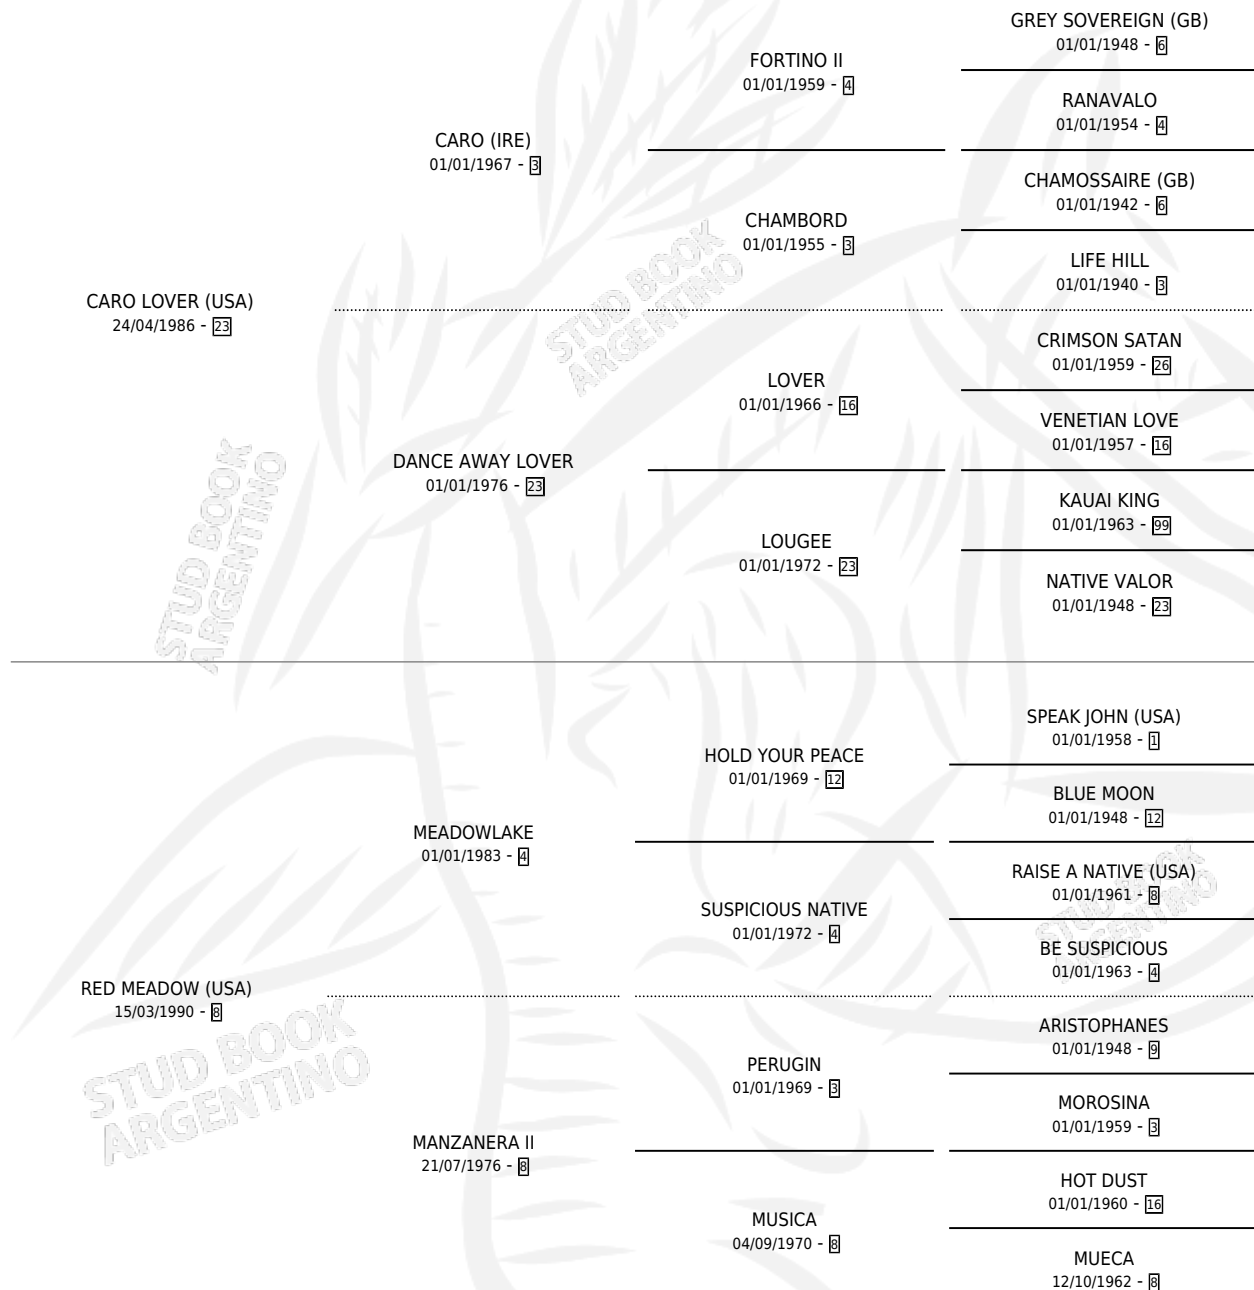 GREY SOVEREIGN (GB)
01/01/1948 - 6
FORTINO II
01/01/1959 - 4
RANAVALO
01/01/1954 - 4
CARO (IRE)
01/01/1967 - 3
CHAMOSSAIRE (GB)
01/01/1942 - 6
CHAMBORD
01/01/1955 - 3
LIFE HILL
01/01/1940 - 3
CARO LOVER (USA)
24/04/1986 - 23
CRIMSON SATAN
01/01/1959 - 26
LOVER
01/01/1966 - 16
VENETIAN LOVE
01/01/1957 - 16
DANCE AWAY LOVER
01/01/1976 - 23
KAUAI KING
01/01/1963 - 99
LOUGEE
01/01/1972 - 23
NATIVE VALOR
01/01/1948 - 23
SPEAK JOHN (USA)
01/01/1958 - 1
HOLD YOUR PEACE
01/01/1969 - 12
BLUE MOON
01/01/1948 - 12
MEADOWLAKE
01/01/1983 - 4
RAISE A NATIVE (USA)
01/01/1961 - 8
SUSPICIOUS NATIVE
01/01/1972 - 4
BE SUSPICIOUS
01/01/1963 - 4
RED MEADOW (USA)
15/03/1990 - 8
ARISTOPHANES
01/01/1948 - 9
PERUGIN
01/01/1969 - 3
MOROSINA
01/01/1959 - 3
MANZANERA II
21/07/1976 - 8
HOT DUST
01/01/1960 - 16
MUSICA
04/09/1970 - 8
MUECA
12/10/1962 - 8
STUD BOOK
ARGENTINO
STUD BOOK
ARGENTINO
STUD BOOK
ARGENTINO
STUD BOOK
ARGENTINO